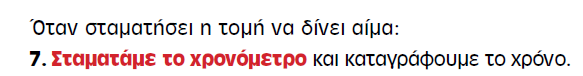 Όταν σταματήσει η τομή να δίνει αίμα:
7. Σταματάμε το χρονόμετρο και καταγράφουμε το χρόνο.